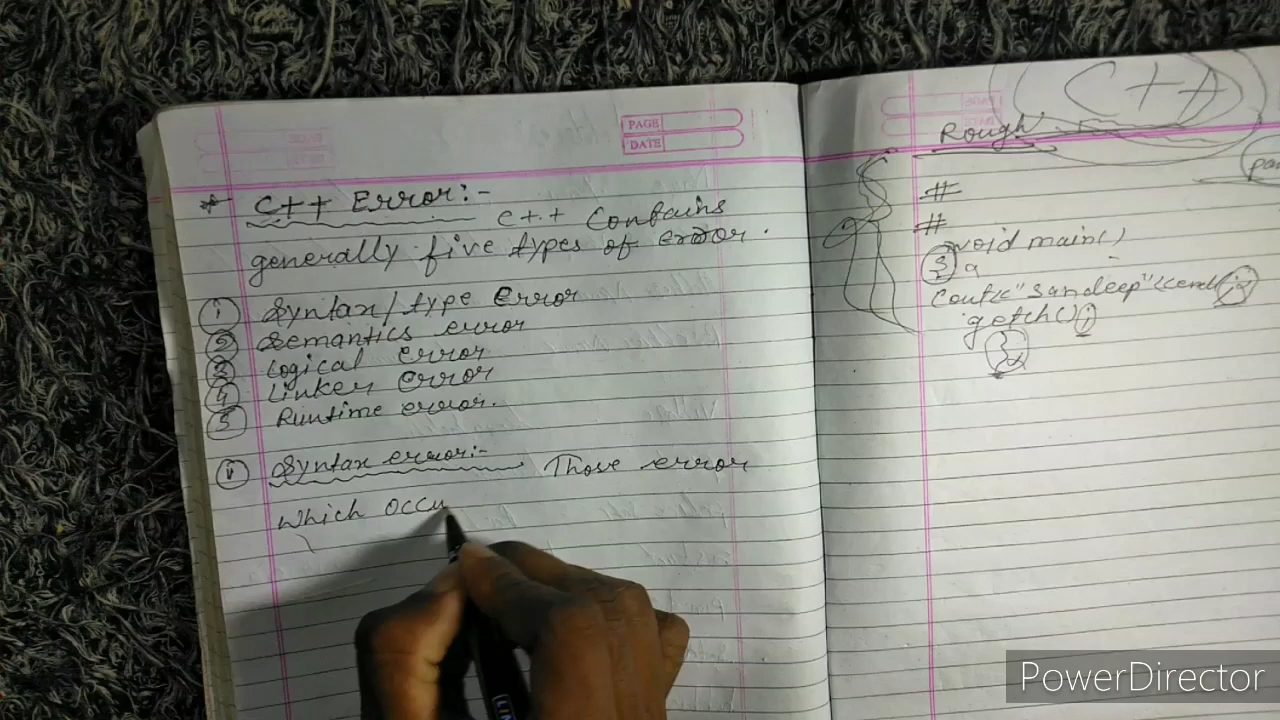 PAGE
DATE
* C++ Error:-
C++ Contains
generally five types of error.
① Syntax/type Error
② Semantics error
③ Logical error
④ Linker Error
⑤ Runtime error.
① Syntax error:- Those error
which occu
C++
Rough
#
#
void main()
cout<<"Sandeep"<<endl;
getch();
}
PowerDirector